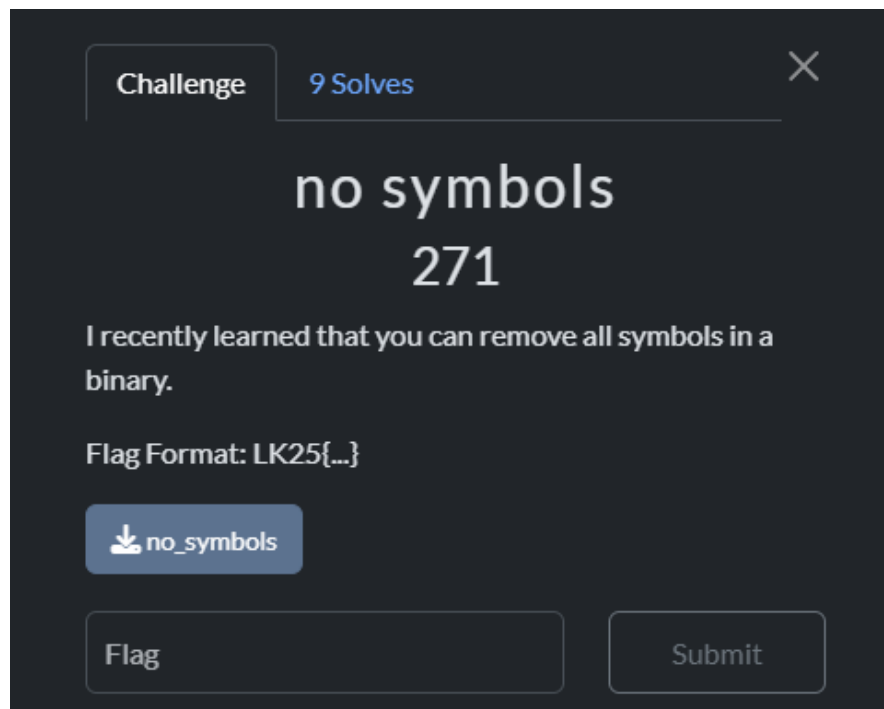 Challenge
9 Solves
no symbols
271
I recently learned that you can remove all symbols in a
binary.
Flag Format: LK25{...}
no_symbols
Flag
Submit